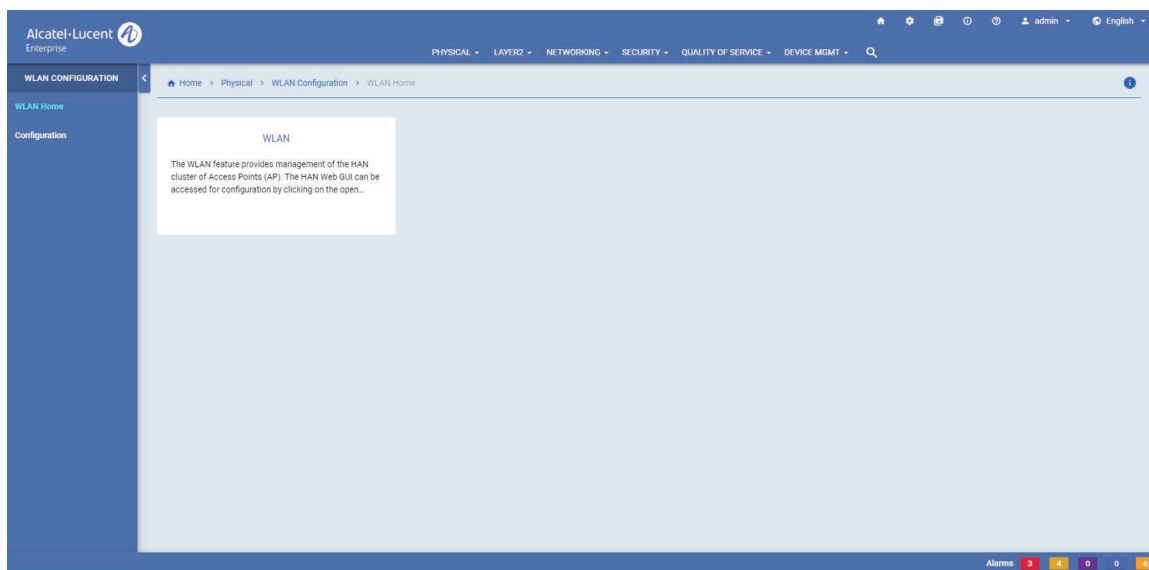 Alcatel·Lucent
Enterprise
admin
English
PHYSICAL
LAYER2
NETWORKING
SECURITY
QUALITY OF SERVICE
DEVICE MGMT
WLAN CONFIGURATION
WLAN Home
Configuration
Home > Physical > WLAN Configuration > WLAN Home
WLAN
The WLAN feature provides management of the HAN
cluster of Access Points (AP). The HAN Web GUI can be
accessed for configuration by clicking on the open...
Alarms 3 4 0 0 6